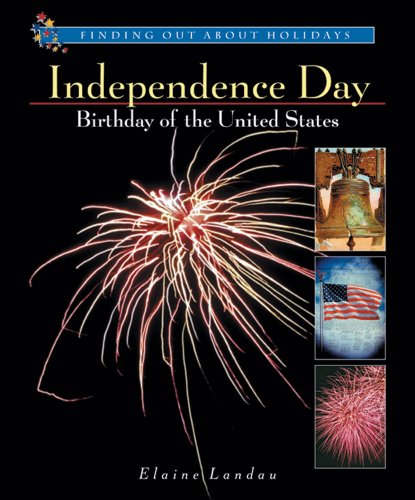 FINDING OUT ABOUT HOLIDAYS
Independence Day
Birthday of the United States
Elaine Landau